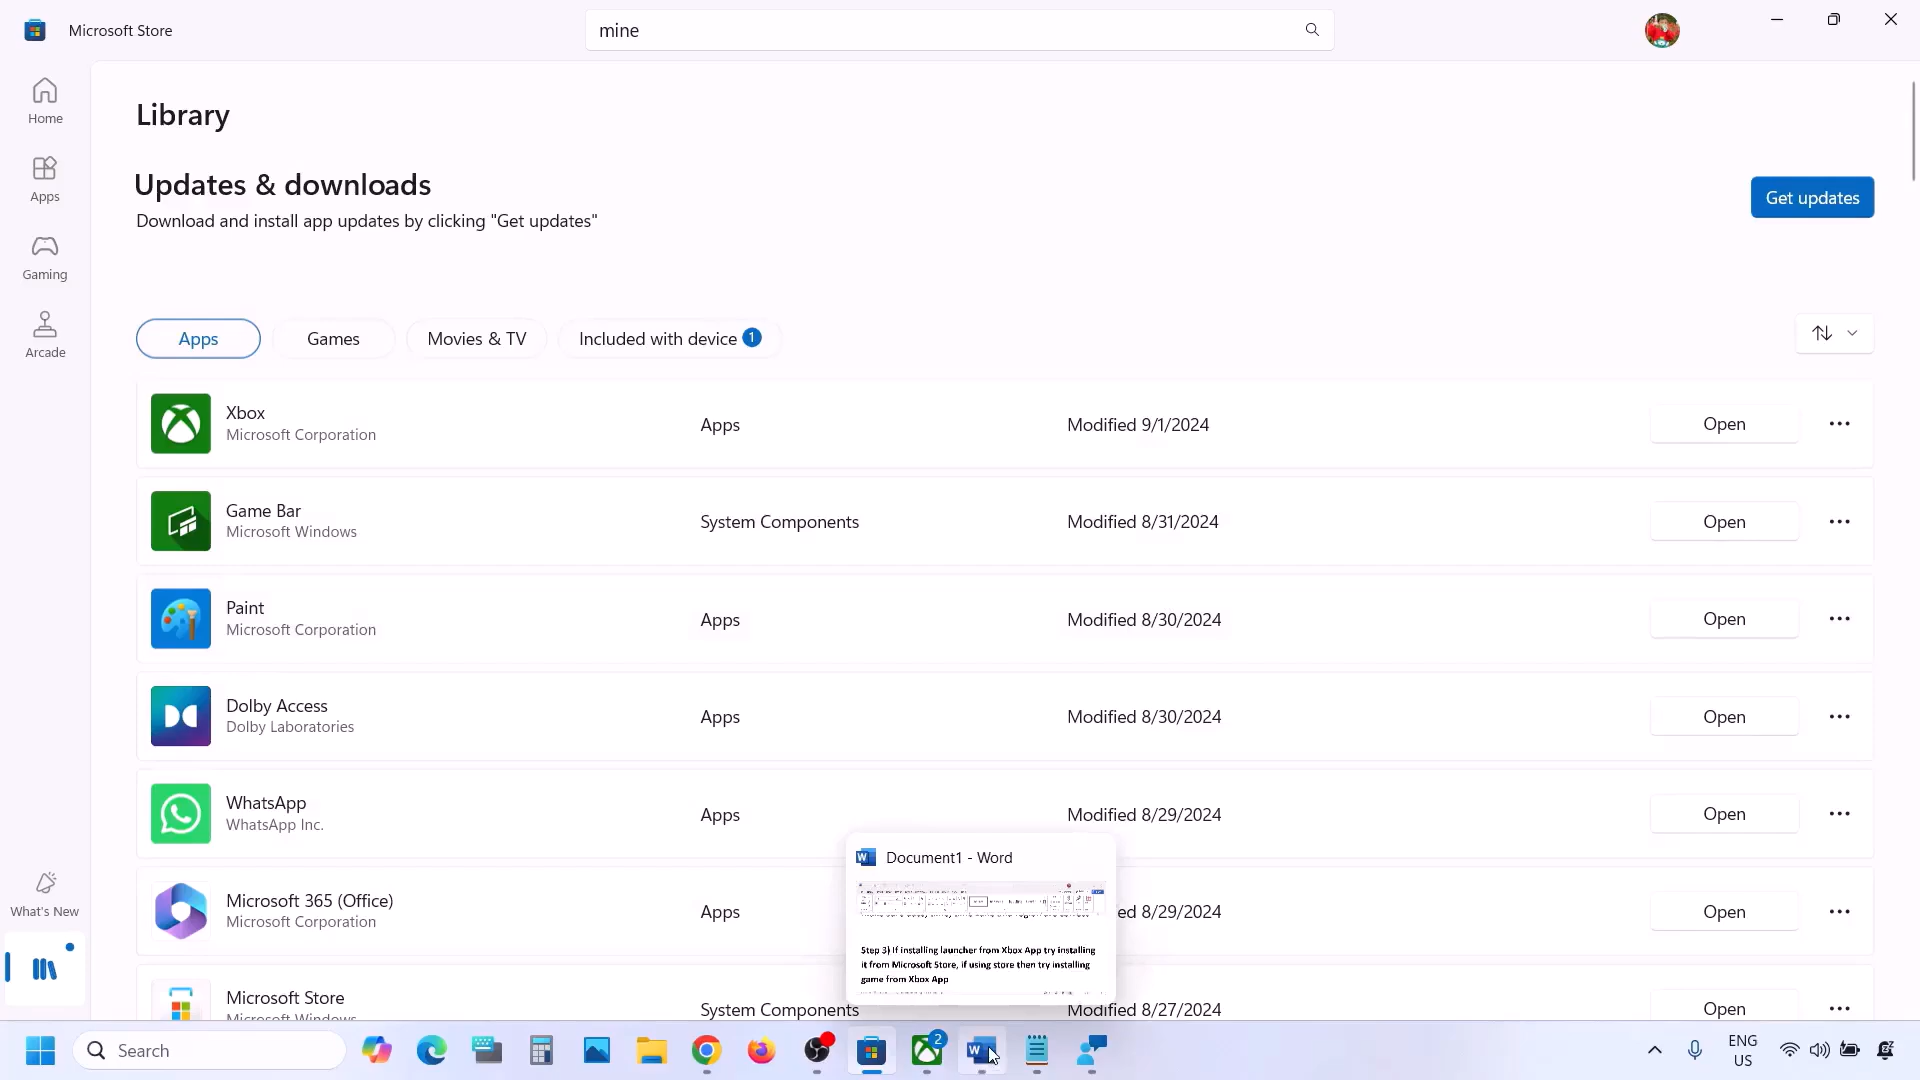 Microsoft Store
mine
Home
Apps
Gaming
Arcade
What's New
Library
Updates & downloads
Download and install app updates by clicking "Get updates"
Get updates
Apps
Games
Movies & TV
Included with device 1
Xbox
Microsoft Corporation
Apps
Modified 9/1/2024
Open
Game Bar
Microsoft Windows
System Components
Modified 8/31/2024
Open
Paint
Microsoft Corporation
Apps
Modified 8/30/2024
Open
Dolby Access
Dolby Laboratories
Apps
Modified 8/30/2024
Open
WhatsApp
WhatsApp Inc.
Apps
Modified 8/29/2024
Open
Microsoft 365 (Office)
Microsoft Corporation
Apps
ed 8/29/2024
Open
Microsoft Store
Microsoft Windows
System Components
Modified 8/27/2024
Open
Document1 - Word
Step 3) If installing launcher from Xbox App try installing
it from Microsoft Store, if using store then try installing
game from Xbox App
Search
2
ENG
US